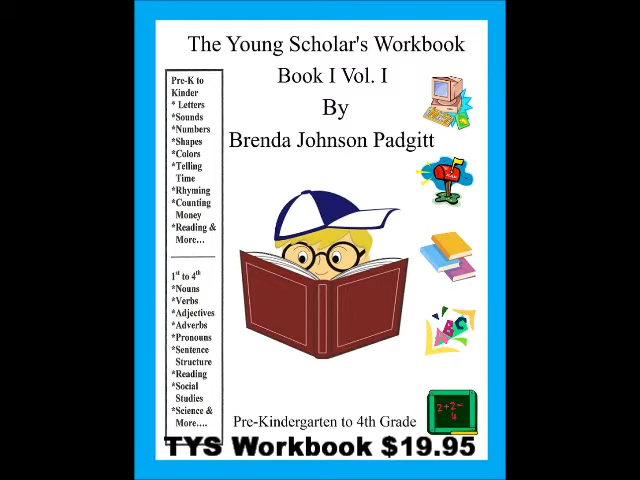 The Young Scholar's Workbook
Book I Vol. I
By
Brenda Johnson Padgitt
Pre-K to
Kinder
* Letters
*Sounds
*Numbers
*Shapes
*Colors
*Telling
Time
*Rhyming
*Counting
Money
*Reading &
More...
1st to 4th
*Nouns
*Verbs
*Adjectives
*Adverbs
*Pronouns
*Sentence
Structure
*Reading
*Social
Studies
*Science &
More....
ABC
2+2=
4
Pre-Kindergarten to 4th Grade
TYS Workbook $19.95